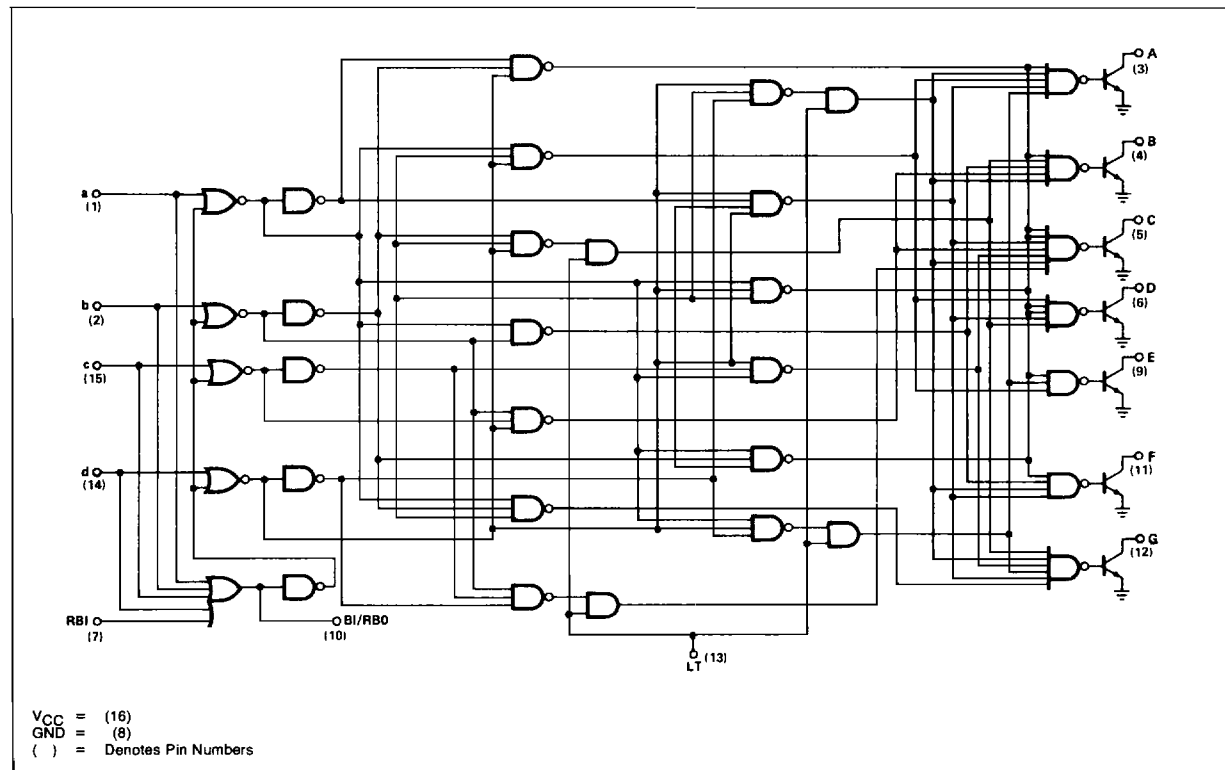 a
(1)
b
(2)
c
(15)
d
(14)
RBI
(7)
BI/RBO
(10)
LT (13)
A
(3)
B
(4)
C
(5)
D
(6)
E
(9)
F
(11)
G
(12)
VCC = (16)
GND = (8)
( ) = Denotes Pin Numbers